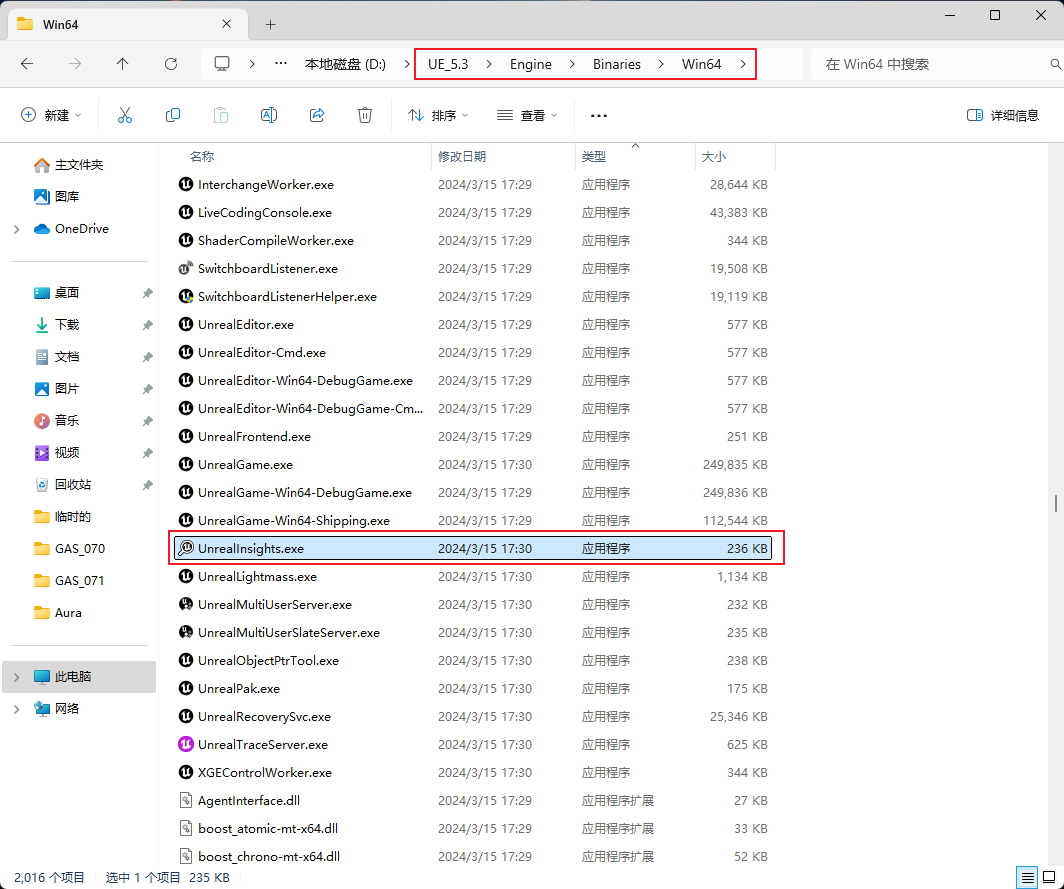 Win64
本地磁盘 (D:) UE_5.3 Engine Binaries Win64 在 Win64 中搜索
新建 排序 查看 详细信息
主文件夹
图库
OneDrive
桌面
下载
文档
图片
音乐
视频
回收站
临时的
GAS_070
GAS_071
Aura
此电脑
网络
名称 修改日期 类型 大小
InterchangeWorker.exe 2024/3/15 17:29 应用程序 28,644 KB
LiveCodingConsole.exe 2024/3/15 17:29 应用程序 43,383 KB
ShaderCompileWorker.exe 2024/3/15 17:29 应用程序 344 KB
SwitchboardListener.exe 2024/3/15 17:29 应用程序 19,508 KB
SwitchboardListenerHelper.exe 2024/3/15 17:29 应用程序 19,119 KB
UnrealEditor.exe 2024/3/15 17:29 应用程序 577 KB
UnrealEditor-Cmd.exe 2024/3/15 17:29 应用程序 577 KB
UnrealEditor-Win64-DebugGame.exe 2024/3/15 17:29 应用程序 577 KB
UnrealEditor-Win64-DebugGame-Cm... 2024/3/15 17:29 应用程序 577 KB
UnrealFrontend.exe 2024/3/15 17:29 应用程序 251 KB
UnrealGame.exe 2024/3/15 17:30 应用程序 249,835 KB
UnrealGame-Win64-DebugGame.exe 2024/3/15 17:29 应用程序 249,836 KB
UnrealGame-Win64-Shipping.exe 2024/3/15 17:30 应用程序 112,544 KB
UnrealInsights.exe 2024/3/15 17:30 应用程序 236 KB
UnrealLightmass.exe 2024/3/15 17:30 应用程序 1,134 KB
UnrealMultiUserServer.exe 2024/3/15 17:30 应用程序 232 KB
UnrealMultiUserSlateServer.exe 2024/3/15 17:30 应用程序 235 KB
UnrealObjectPtrTool.exe 2024/3/15 17:30 应用程序 238 KB
UnrealPak.exe 2024/3/15 17:30 应用程序 175 KB
UnrealRecoverySvc.exe 2024/3/15 17:30 应用程序 25,346 KB
UnrealTraceServer.exe 2024/3/15 17:30 应用程序 625 KB
XGEControlWorker.exe 2024/3/15 17:30 应用程序 344 KB
AgentInterface.dll 2024/3/15 17:29 应用程序扩展 27 KB
boost_atomic-mt-x64.dll 2024/3/15 17:29 应用程序扩展 33 KB
boost_chrono-mt-x64.dll 2024/3/15 17:29 应用程序扩展 52 KB
2,016 个项目 选中 1 个项目 235 KB